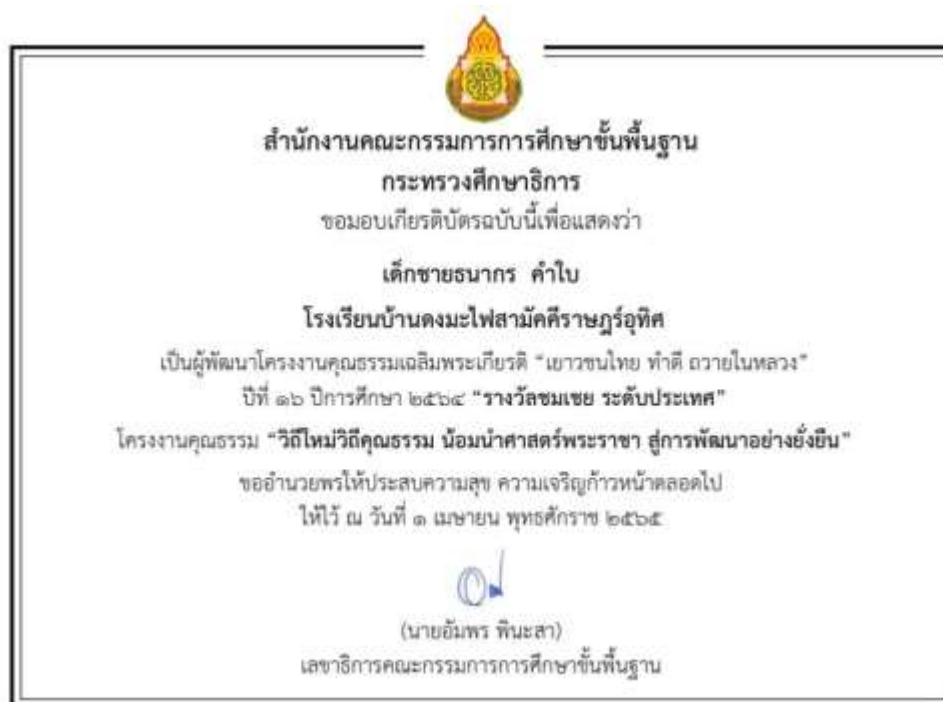 สำนักงานคณะกรรมการการศึกษาขั้นพื้นฐาน
กระทรวงศึกษาธิการ
ขอมอบเกียรติบัตรฉบับนี้เพื่อแสดงว่า
เด็กชายธนากร คำใบ
โรงเรียนบ้านดงมะไฟสามัคคีราษฎร์อุทิศ
เป็นผู้พัฒนาโครงงานคุณธรรมเฉลิมพระเกียรติ “เยาวชนไทย ทำดี ถวายในหลวง”
ปีที่ ๑๖ ปีการศึกษา ๒๕๖๔ “รางวัลชมเชย ระดับประเทศ”
โครงงานคุณธรรม “วิถีใหม่วิถีคุณธรรม น้อมนำศาสตร์พระราชา สู่การพัฒนาอย่างยั่งยืน”
ขออำนวยพรให้ประสบความสุข ความเจริญก้าวหน้าตลอดไป
ให้ไว้ ณ วันที่ ๑ เมษายน พุทธศักราช ๒๕๖๕
(นายอัมพร พินะสา)
เลขาธิการคณะกรรมการการศึกษาขั้นพื้นฐาน